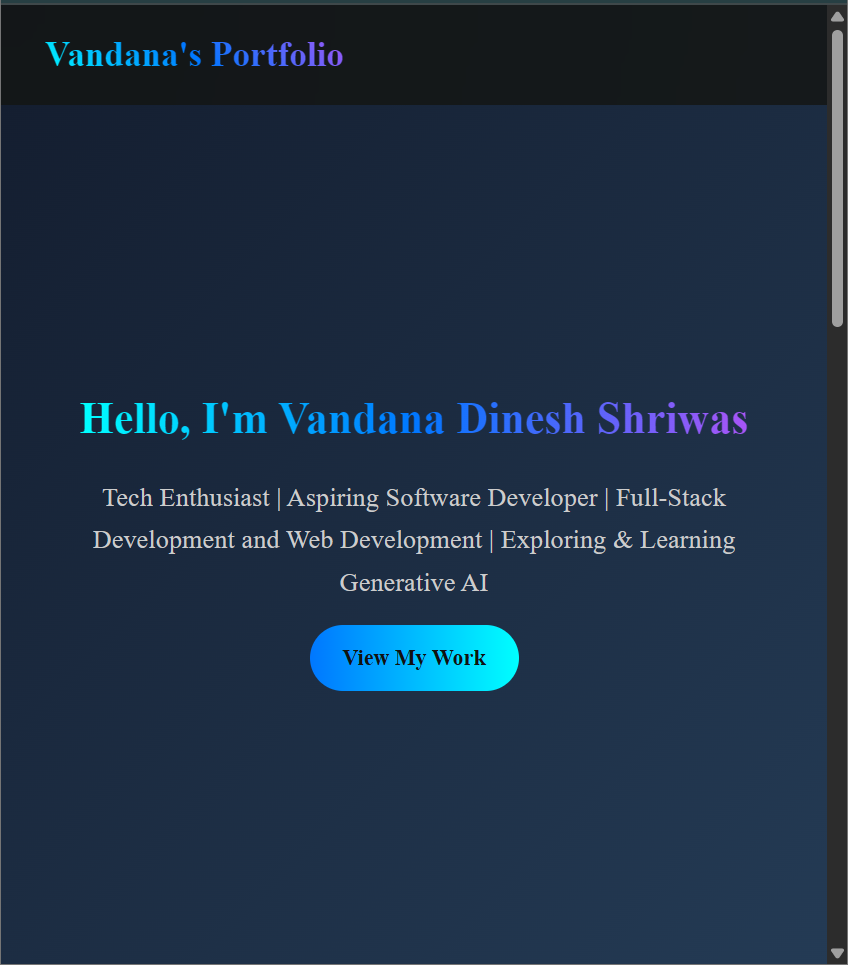 Vandana's Portfolio
Hello, I'm Vandana Dinesh Shriwas
Tech Enthusiast | Aspiring Software Developer | Full-Stack
Development and Web Development | Exploring & Learning
Generative AI
View My Work